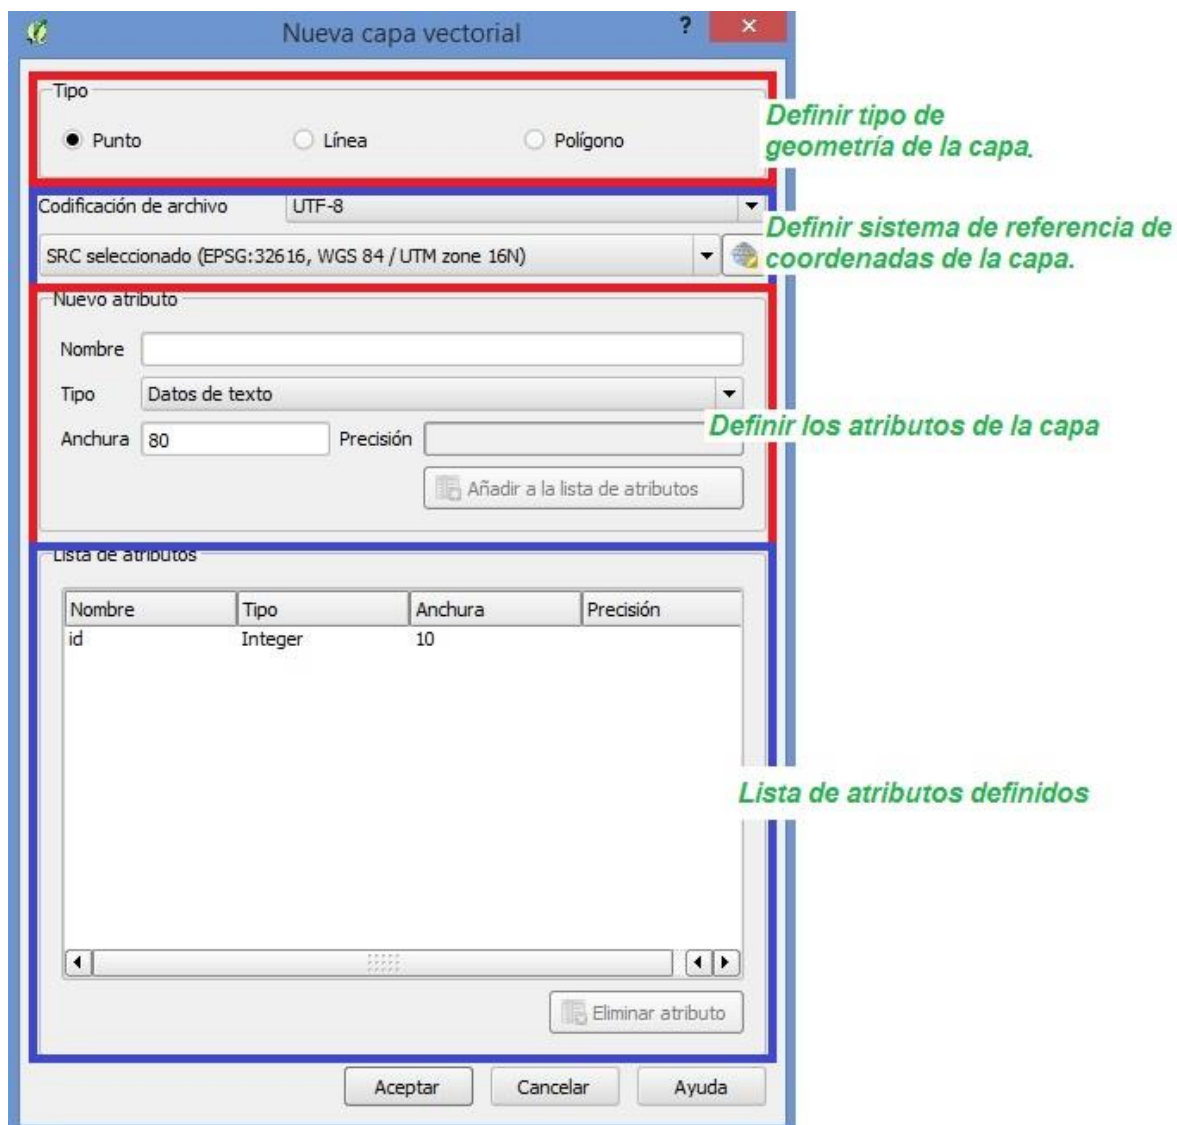 Nueva capa vectorial ?
Tipo
Punto Línea Polígono
Definir tipo de
geometría de la capa.
Codificación de archivo UTF-8
SRC seleccionado (EPSG:32616, WGS 84 / UTM zone 16N)
Definir sistema de referencia de
coordenadas de la capa.
Nuevo atributo
Nombre
Tipo Datos de texto
Anchura 80 Precisión
Definir los atributos de la capa
Añadir a la lista de atributos
Lista de atributos
Nombre Tipo Anchura Precisión
id Integer 10
Lista de atributos definidos
Eliminar atributo
Aceptar Cancelar Ayuda